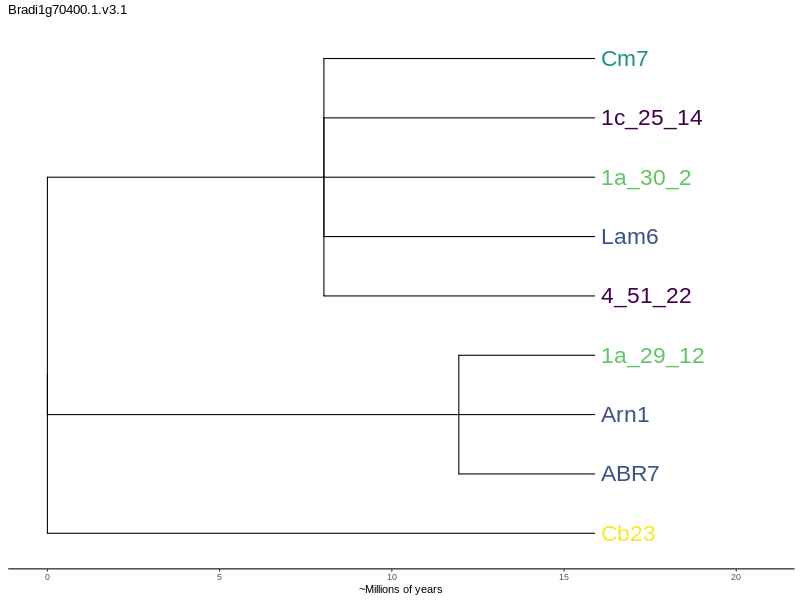 Bradi1g70400.1.v3.1
Cm7
1c_25_14
1a_30_2
Lam6
4_51_22
1a_29_12
Arn1
ABR7
Cb23
0 5 10 15 20
~Millions of years